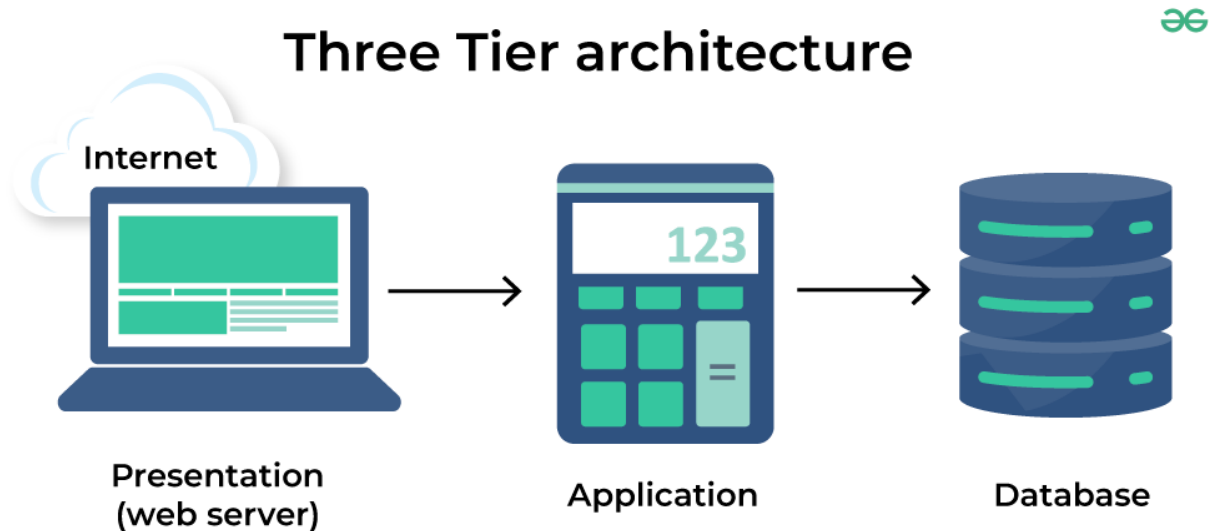 Three Tier architecture
Internet
123
=
Presentation
(web server)
Application
Database